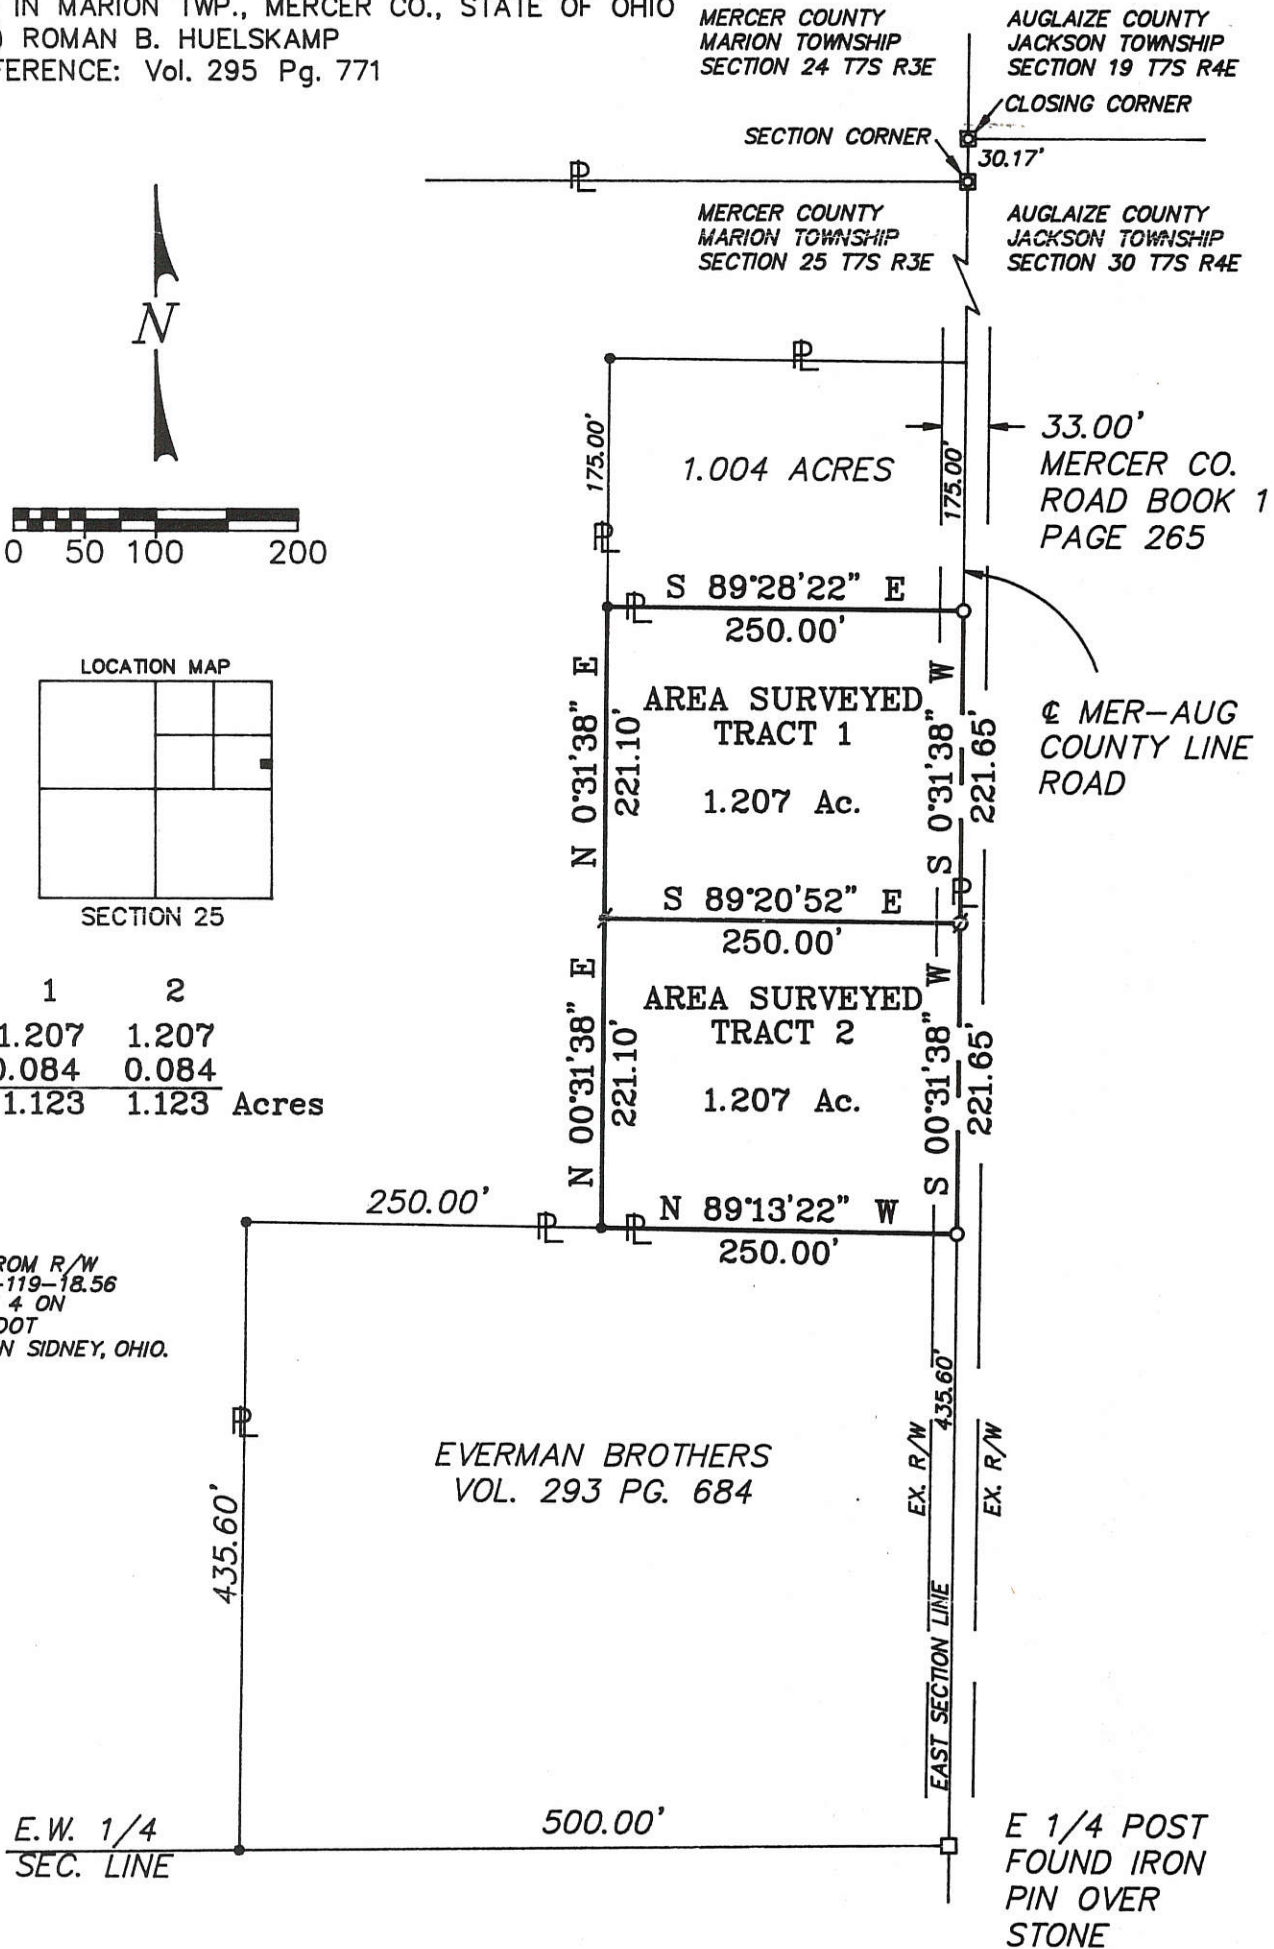 IN MARION TWP., MERCER CO., STATE OF OHIO
ROMAN B. HUELSKAMP
FERENCE: Vol. 295 Pg. 771
MERCER COUNTY
MARION TOWNSHIP
SECTION 24 T7S R3E
AUGLAIZE COUNTY
JACKSON TOWNSHIP
SECTION 19 T7S R4E
CLOSING CORNER
SECTION CORNER
30.17'
PL
MERCER COUNTY
MARION TOWNSHIP
SECTION 25 T7S R3E
AUGLAIZE COUNTY
JACKSON TOWNSHIP
SECTION 30 T7S R4E
N
PL
175.00'
1.004 ACRES
175.00'
33.00'
MERCER CO.
ROAD BOOK 1
PAGE 265
0 50 100 200
PL
S 89°28'22" E
PL
250.00'
LOCATION MAP
SECTION 25
N 0°31'38" E
221.10'
AREA SURVEYED
TRACT 1
1.207 Ac.
S 0°31'38" W
221.65'
℄ MER-AUG
COUNTY LINE
ROAD
PL
S 89°20'52" E
250.00'
1 2
1.207 1.207
0.084 0.084
1.123 1.123 Acres
N 00°31'38" E
221.10'
AREA SURVEYED
TRACT 2
1.207 Ac.
S 00°31'38" W
221.65'
250.00'
PL
PL
N 89°13'22" W
250.00'
ROM R/W
-119-18.56
4 ON
DOT
N SIDNEY, OHIO.
PL
435.60'
EVERMAN BROTHERS
VOL. 293 PG. 684
435.60'
EX. R/W
EX. R/W
EAST SECTION LINE
E.W. 1/4
SEC. LINE
500.00'
E 1/4 POST
FOUND IRON
PIN OVER
STONE